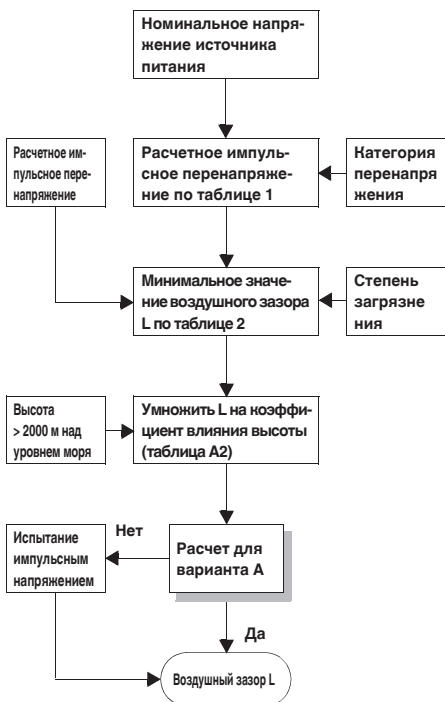 Номинальное напря-
жение источника
питания
Расчетное им-
пульсное пере-
напряжение
Расчетное импуль-
сное перенапряже-
ние по таблице 1
Категория
перенапря
жения
Минимальное значе-
ние воздушного зазора
L по таблице 2
Степень
загрязне
ния
Высота
> 2000 м над
уровнем моря
Умножить L на коэффи-
циент влияния высоты
(таблица А2)
Испытание
импульсным
напряжением
Нет
Расчет для
варианта А
Да
Воздушный зазор L